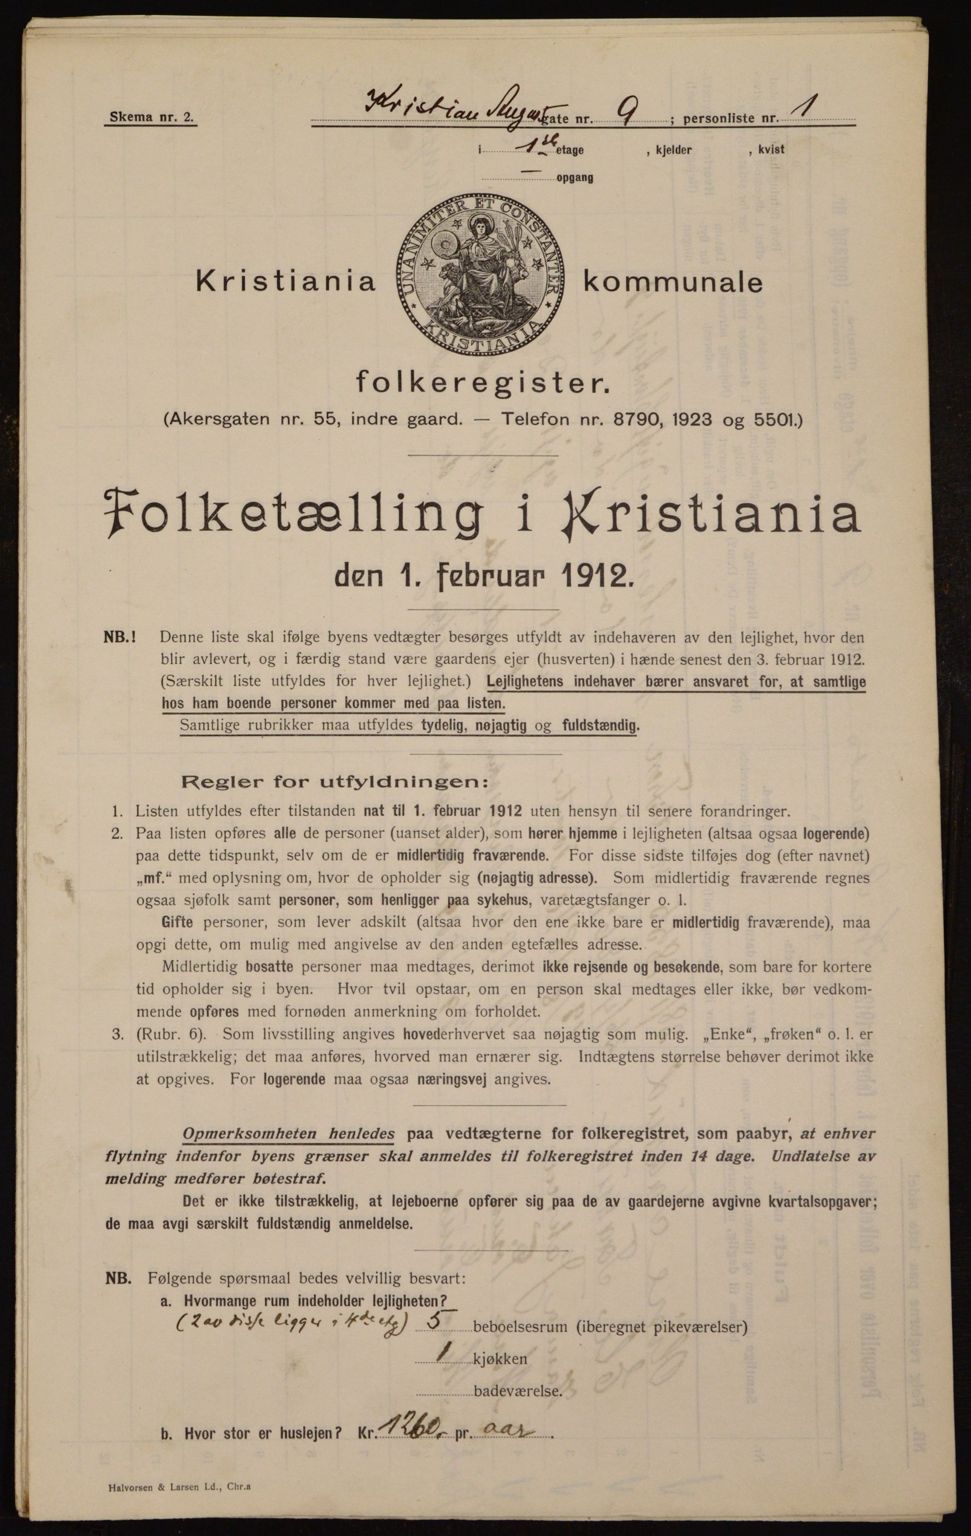 Skema nr. 2. Kristian Augustgate nr. 9 ; personliste nr. 1
i 1ste etage , kjelder , kvist
— opgang
UNANIMITER ET CONSTANTER
KRISTIANIA
Kristiania kommunale
folkeregister.
(Akersgaten nr. 55, indre gaard. — Telefon nr. 8790, 1923 og 5501.)
Folketælling i Kristiania
den 1. februar 1912.
NB.! Denne liste skal ifølge byens vedtægter besørges utfyldt av indehaveren av den lejlighet, hvor den
blir avlevert, og i færdig stand være gaardens ejer (husverten) i hænde senest den 3. februar 1912.
(Særskilt liste utfyldes for hver lejlighet.) Lejlighetens indehaver bærer ansvaret for, at samtlige
hos ham boende personer kommer med paa listen.
Samtlige rubrikker maa utfyldes tydelig, nøjagtig og fuldstændig.
Regler for utfyldningen:
1. Listen utfyldes efter tilstanden nat til 1. februar 1912 uten hensyn til senere forandringer.
2. Paa listen opføres alle de personer (uanset alder), som hører hjemme i lejligheten (altsaa ogsaa logerende)
paa dette tidspunkt, selv om de er midlertidig fraværende. For disse sidste tilføjes dog (efter navnet)
„mf.“ med oplysning om, hvor de opholder sig (nøjagtig adresse). Som midlertidig fraværende regnes
ogsaa sjøfolk samt personer, som henligger paa sykehus, varetægtsfanger o. l.
Gifte personer, som lever adskilt (altsaa hvor den ene ikke bare er midlertidig fraværende), maa
opgi dette, om mulig med angivelse av den anden egtefælles adresse.
Midlertidig bosatte personer maa medtages, derimot ikke rejsende og besøkende, som bare for kortere
tid opholder sig i byen. Hvor tvil opstaar, om en person skal medtages eller ikke, bør vedkom-
mende opføres med fornøden anmerkning om forholdet.
3. (Rubr. 6). Som livsstilling angives hovederhvervet saa nøjagtig som mulig. „Enke“, „frøken“ o. l. er
utilstrækkelig; det maa anføres, hvorved man ernærer sig. Indtægtens størrelse behøver derimot ikke
at opgives. For logerende maa ogsaa næringsvej angives.
Opmerksomheten henledes paa vedtægterne for folkeregistret, som paabyr, at enhver
flytning indenfor byens grænser skal anmeldes til folkeregistret inden 14 dage. Undlatelse av
melding medfører bøtestraf.
Det er ikke tilstrækkelig, at lejeboerne opfører sig paa de av gaardejerne avgivne kvartalsopgaver;
de maa avgi særskilt fuldstændig anmeldelse.
NB. Følgende spørsmaal bedes velvillig besvart:
a. Hvormange rum indeholder lejligheten?
(2 av disse ligger i 4de etg) 5 beboelsesrum (iberegnet pikeværelser)
1 kjøkken
badeværelse.
b. Hvor stor er huslejen? Kr. 1260,- pr. aar.
Halvorsen & Larsen Ld., Chr.a